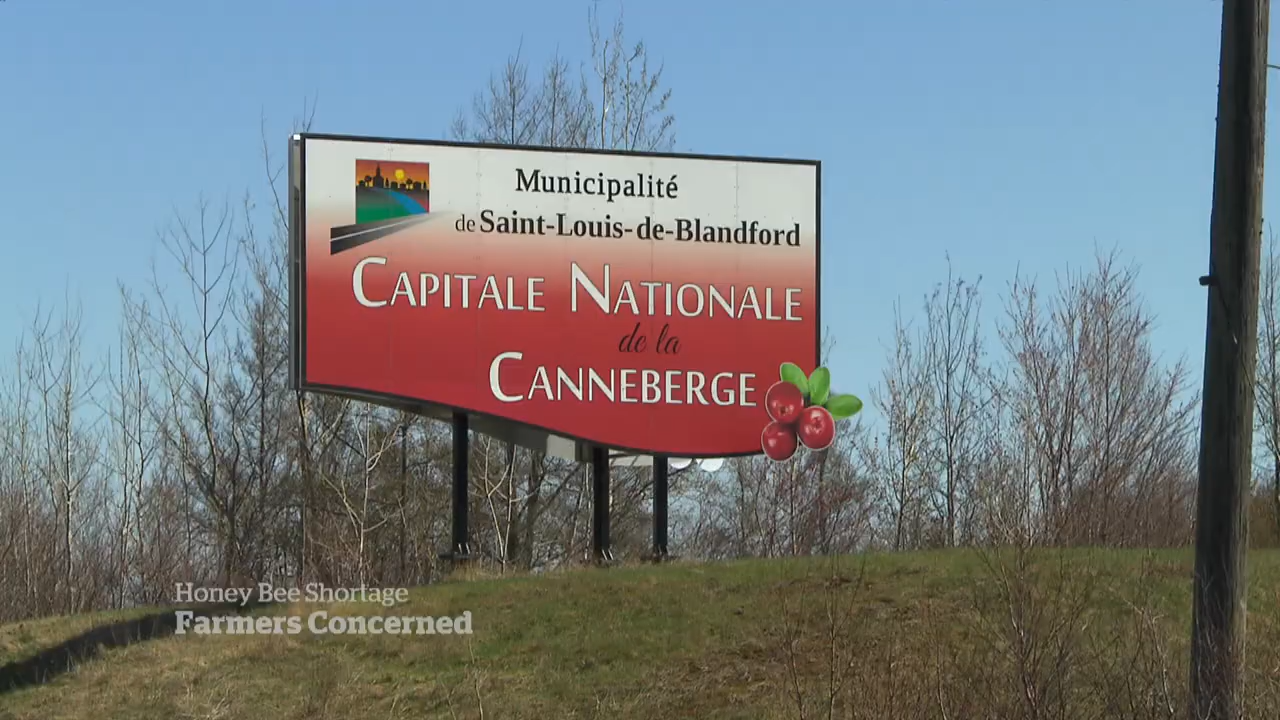 Municipalité
de Saint-Louis-de-Blandford
CAPITALE NATIONALE
de la
CANNEBERGE
Honey Bee Shortage
Farmers Concerned